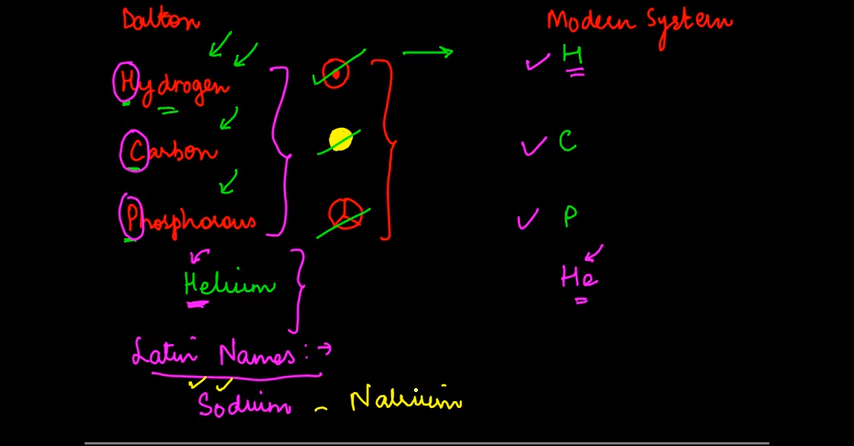 Dalton Modern System
Hydrogen H
Carbon C
Phosphorous P
Helium He
Latin Names :→
Sodium - Natrium